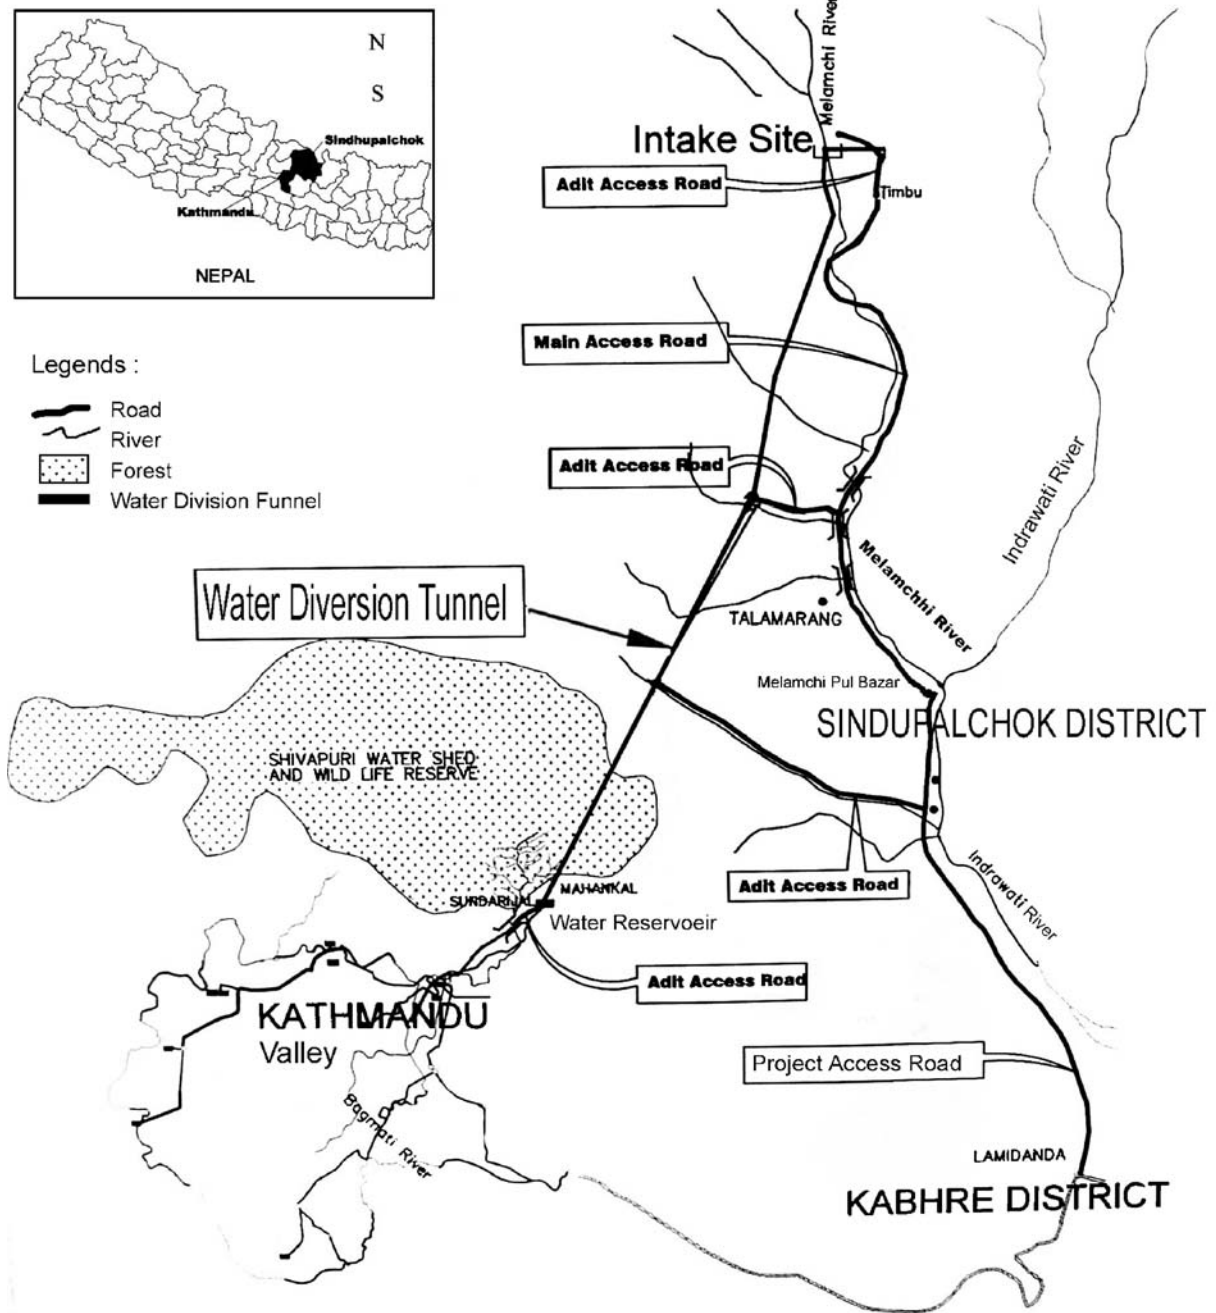 N
S
Sindhupalchok
Kathmandu
NEPAL
Melamchi River
Intake Site
Adit Access Road
Timbu
Main Access Road
Legends :
Road
River
Forest
Water Division Funnel
Adit Access Road
Indrawati River
Melamchhi River
Water Diversion Tunnel
TALAMARANG
Melamchi Pul Bazar
SINDUPALCHOK DISTRICT
SHIVAPURI WATER SHED
AND WILD LIFE RESERVE
Adit Access Road
Indrawati River
MAHANKAL
SUNDARIJAL
Water Reservoeir
Adit Access Road
KATHMANDU
Valley
Project Access Road
Bagmati River
LAMIDANDA
KABHRE DISTRICT